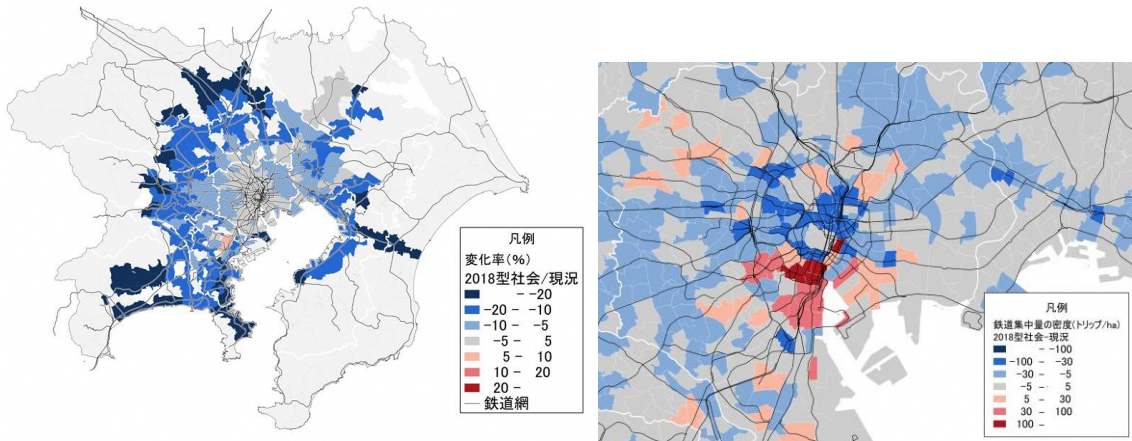 凡例
変化率(%)
2018型社会/現況
- -20
-20 - -10
-10 - -5
-5 - 5
5 - 10
10 - 20
20 -
鉄道網
凡例
鉄道集中量の密度(トリップ/ha)
2018型社会-現況
- -100
-100 - -30
-30 - -5
-5 - 5
5 - 30
30 - 100
100 -